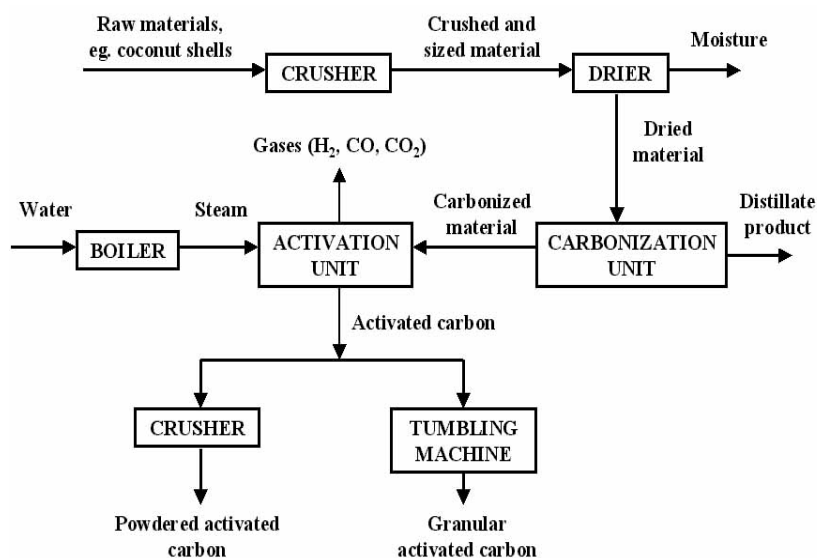 Raw materials,
eg. coconut shells
CRUSHER
Crushed and
sized material
DRIER
Moisture
Dried
material
Gases (H₂, CO, CO₂)
Water
BOILER
Steam
ACTIVATION
UNIT
Carbonized
material
CARBONIZATION
UNIT
Distillate
product
Activated carbon
CRUSHER
TUMBLING
MACHINE
Powdered activated
carbon
Granular
activated carbon